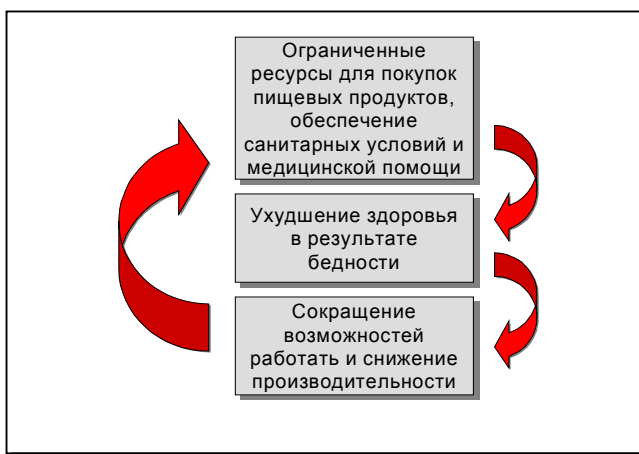 Ограниченные
ресурсы для покупок
пищевых продуктов,
обеспечение
санитарных условий и
медицинской помощи
Ухудшение здоровья
в результате
бедности
Сокращение
возможностей
работать и снижение
производительности